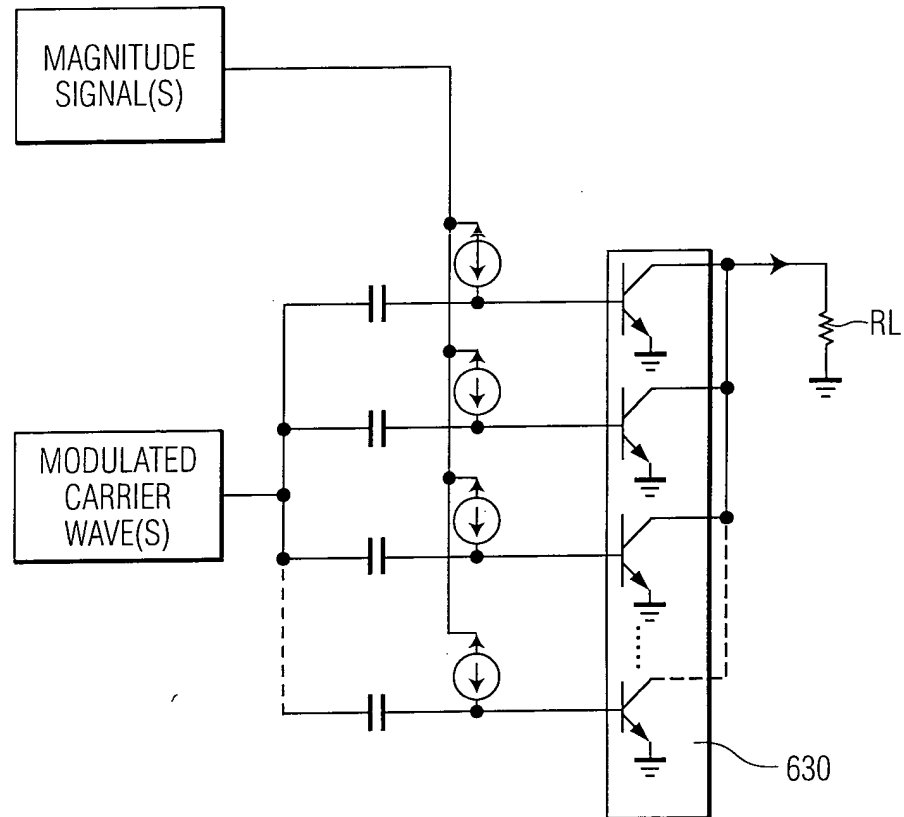 MAGNITUDE
SIGNAL(S)
RL
MODULATED
CARRIER
WAVE(S)
630